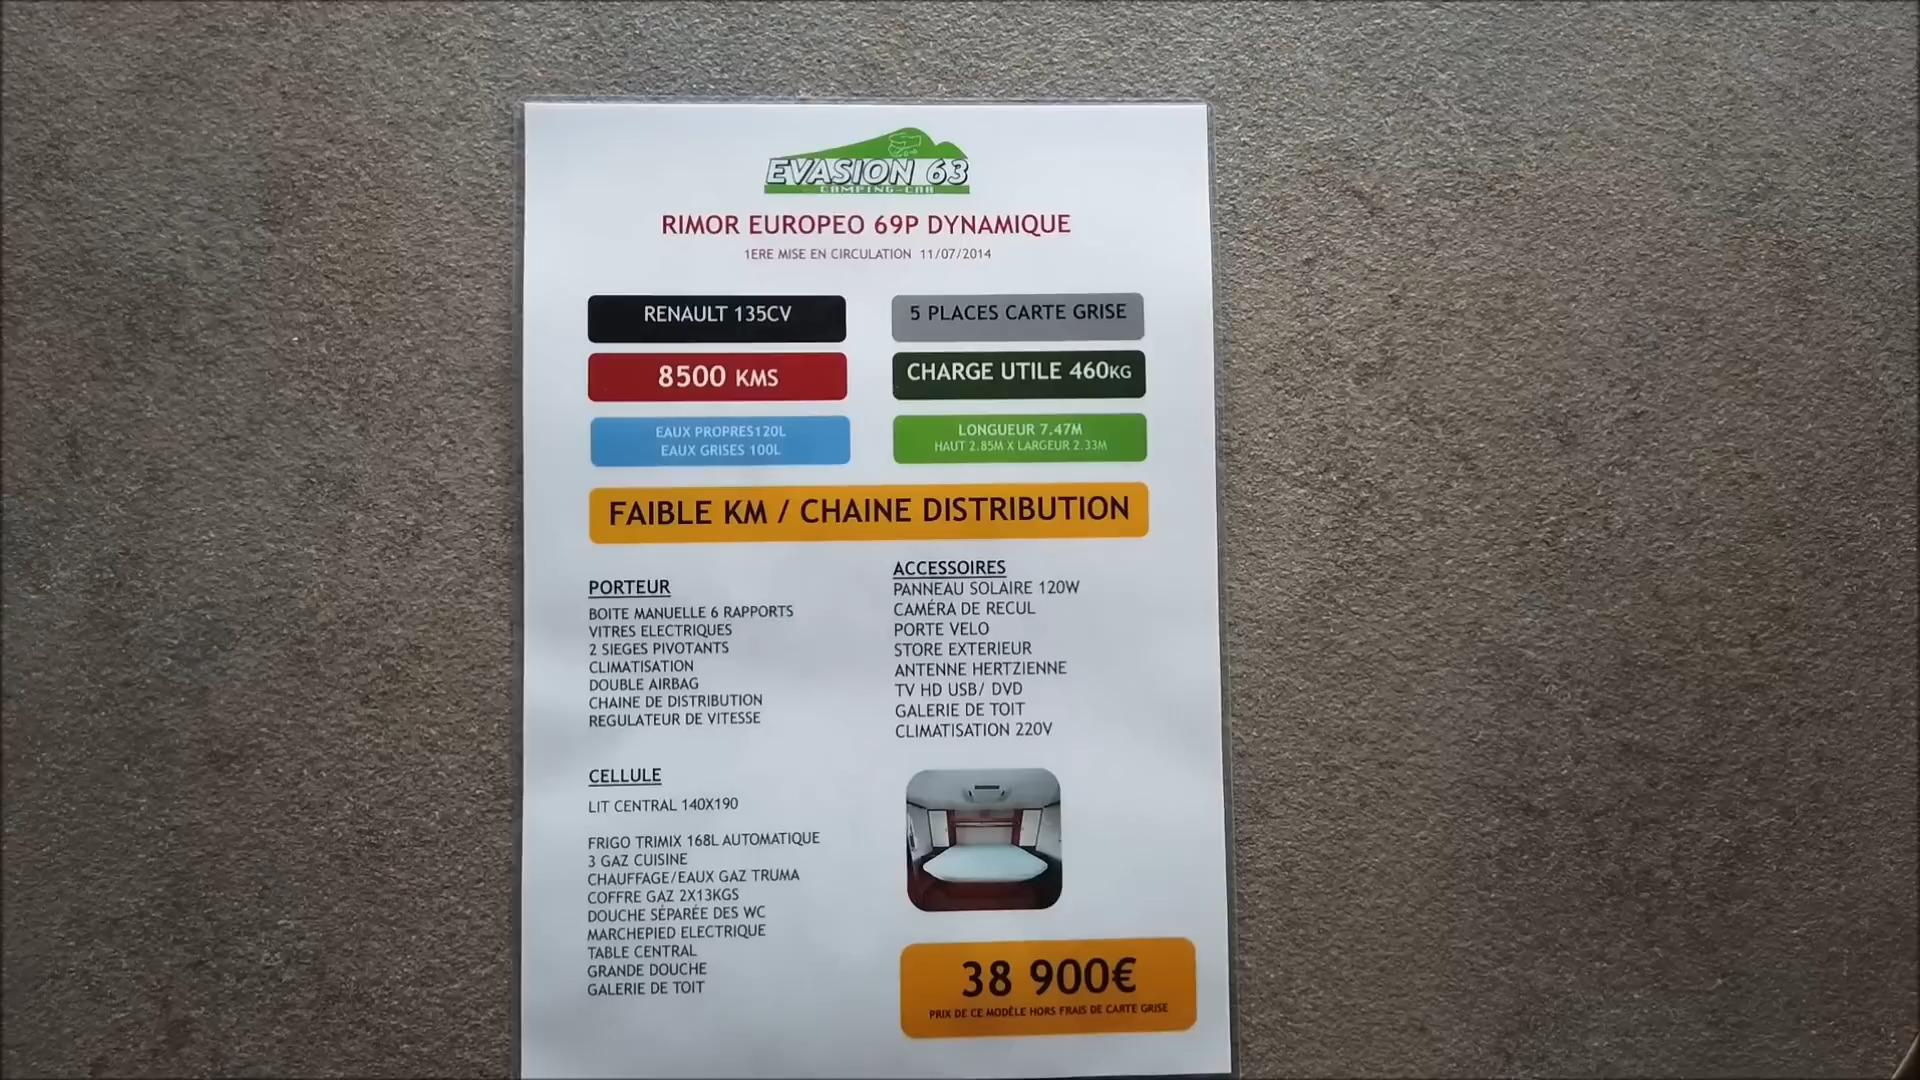 EVASION 63
CAMPING-CAR
RIMOR EUROPEO 69P DYNAMIQUE
1ERE MISE EN CIRCULATION 11/07/2014
RENAULT 135CV
5 PLACES CARTE GRISE
8500 KMS
CHARGE UTILE 460KG
EAUX PROPRES120L
EAUX GRISES 100L
LONGUEUR 7.47M
HAUT 2.85M X LARGEUR 2.33M
FAIBLE KM / CHAINE DISTRIBUTION
PORTEUR
BOITE MANUELLE 6 RAPPORTS
VITRES ELECTRIQUES
2 SIEGES PIVOTANTS
CLIMATISATION
DOUBLE AIRBAG
CHAINE DE DISTRIBUTION
REGULATEUR DE VITESSE
ACCESSOIRES
PANNEAU SOLAIRE 120W
CAMÉRA DE RECUL
PORTE VELO
STORE EXTERIEUR
ANTENNE HERTZIENNE
TV HD USB/ DVD
GALERIE DE TOIT
CLIMATISATION 220V
CELLULE
LIT CENTRAL 140X190
FRIGO TRIMIX 168L AUTOMATIQUE
3 GAZ CUISINE
CHAUFFAGE/EAUX GAZ TRUMA
COFFRE GAZ 2X13KGS
DOUCHE SÉPARÉE DES WC
MARCHEPIED ELECTRIQUE
TABLE CENTRAL
GRANDE DOUCHE
GALERIE DE TOIT
38 900€
PRIX DE CE MODÈLE HORS FRAIS DE CARTE GRISE